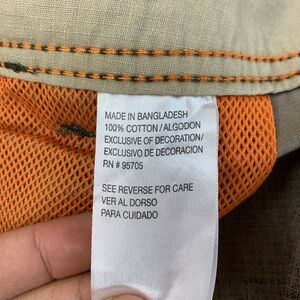 MADE IN BANGLADESH
100% COTTON / ALGODON
EXCLUSIVE OF DECORATION/
EXCLUSIVO DE DECORACION
RN # 95705
SEE REVERSE FOR CARE
VER AL DORSO
PARA CUIDADO